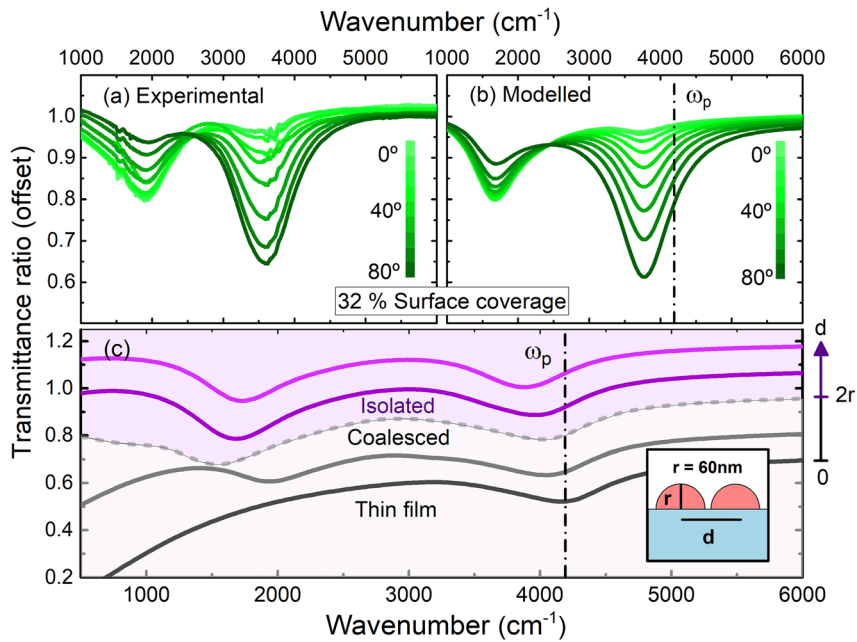 Wavenumber (cm⁻¹)
1000 2000 3000 4000 5000 1000 2000 3000 4000 5000 6000
(a) Experimental
(b) Modelled
ωₚ
1.0
0.9
0.8
0.7
0.6
0º
40º
80º
0º
40º
80º
32 % Surface coverage
Transmittance ratio (offset)
1.2
1.0
0.8
0.6
0.4
0.2
(c)
ωₚ
Isolated
Coalesced
Thin film
d
2r
0
r = 60nm
r
d
1000 2000 3000 4000 5000 6000
Wavenumber (cm⁻¹)